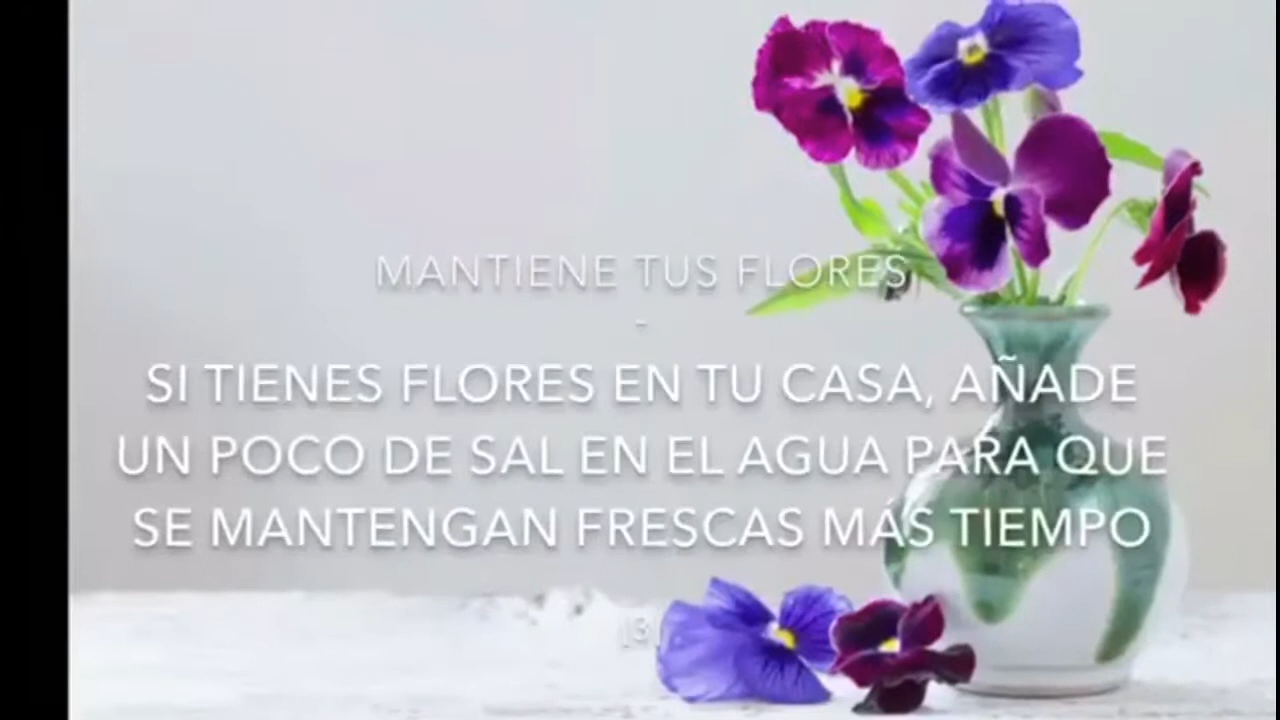 MANTIENE TUS FLORES
-
SI TIENES FLORES EN TU CASA, AÑADE
UN POCO DE SAL EN EL AGUA PARA QUE
SE MANTENGAN FRESCAS MÁS TIEMPO